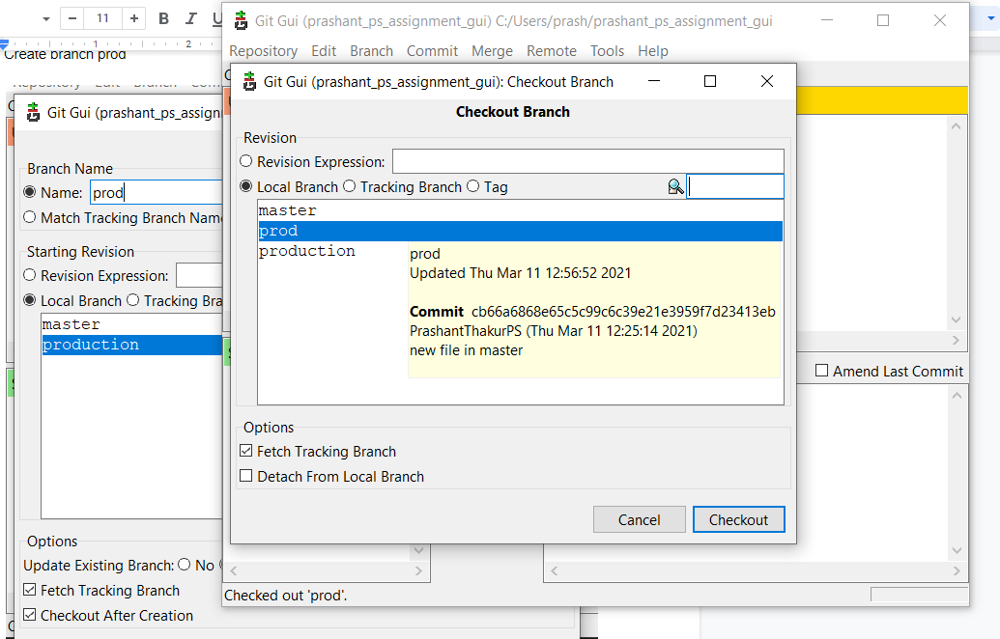 11
B I U
1 2
Create branch prod
Git Gui (prashant_ps_assignment_gui) C:/Users/prash/prashant_ps_assignment_gui
Repository Edit Branch Commit Merge Remote Tools Help
Git Gui (prashant_ps_assign
Branch Name
Name: prod
Match Tracking Branch Name
Starting Revision
Revision Expression:
Local Branch Tracking Bra
master
production
Options
Update Existing Branch: No
Fetch Tracking Branch
Checkout After Creation
Git Gui (prashant_ps_assignment_gui): Checkout Branch
Checkout Branch
Revision
Revision Expression:
Local Branch Tracking Branch Tag
master
prod
production
prod
Updated Thu Mar 11 12:56:52 2021
Commit cb66a6868e65c5c99c6c39e21e3959f7d23413eb
PrashantThakurPS (Thu Mar 11 12:25:14 2021)
new file in master
Options
Fetch Tracking Branch
Detach From Local Branch
Cancel Checkout
Amend Last Commit
Checked out 'prod'.